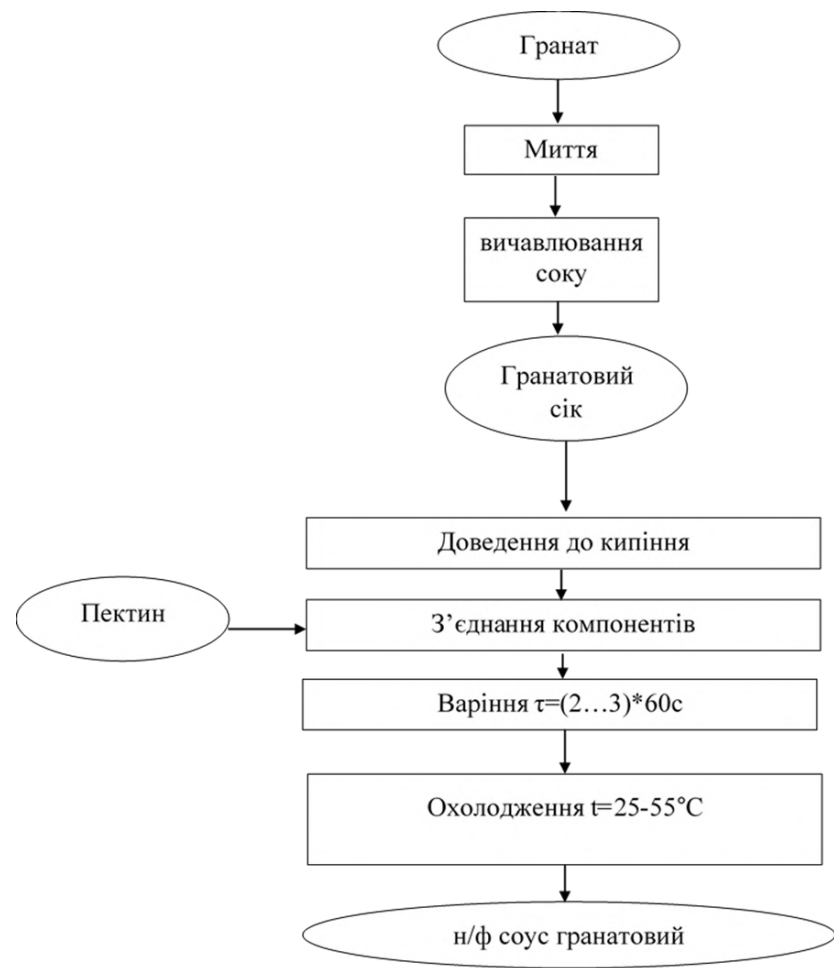 Гранат
Миття
вичавлювання
соку
Гранатовий
сік
Доведення до кипіння
Пектин
З’єднання компонентів
Варіння τ=(2…3)*60с
Охолодження t=25-55°С
н/ф соус гранатовий